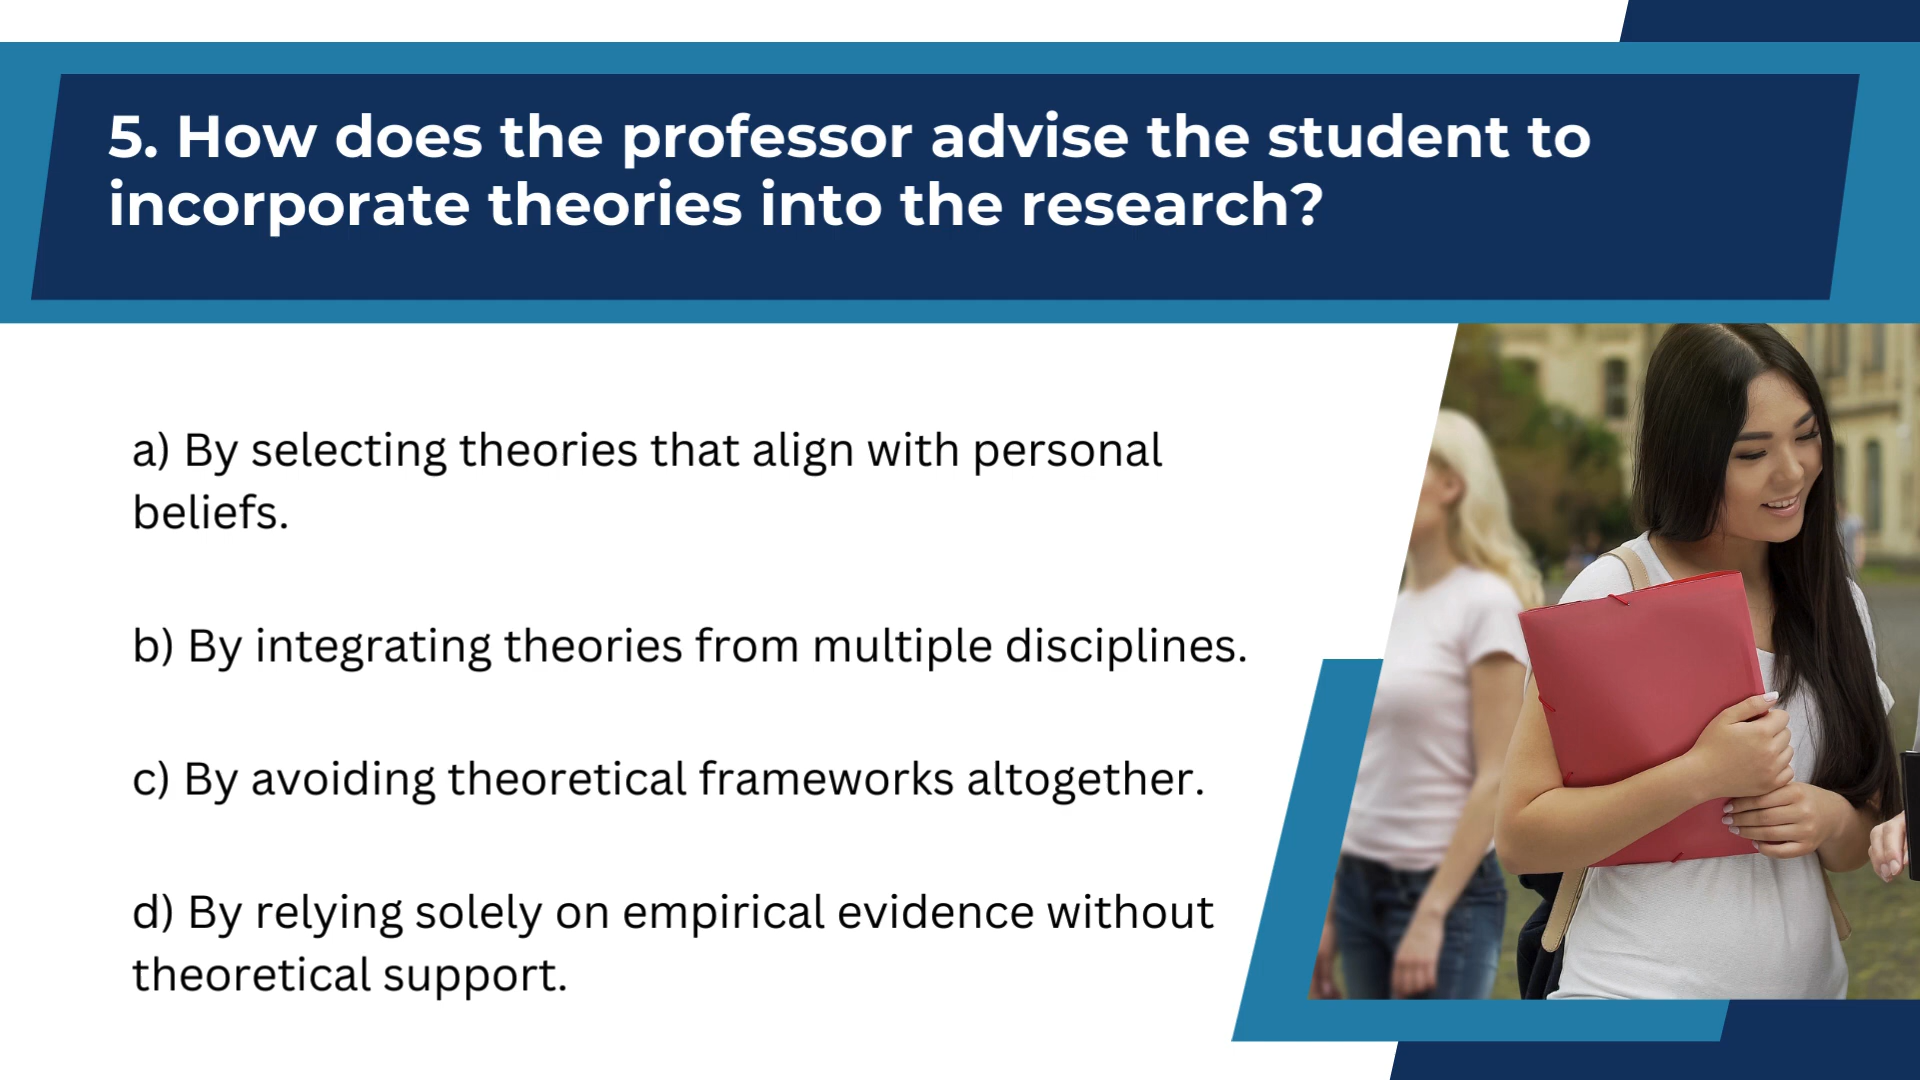 5. How does the professor advise the student to
incorporate theories into the research?
a) By selecting theories that align with personal
beliefs.
b) By integrating theories from multiple disciplines.
c) By avoiding theoretical frameworks altogether.
d) By relying solely on empirical evidence without
theoretical support.